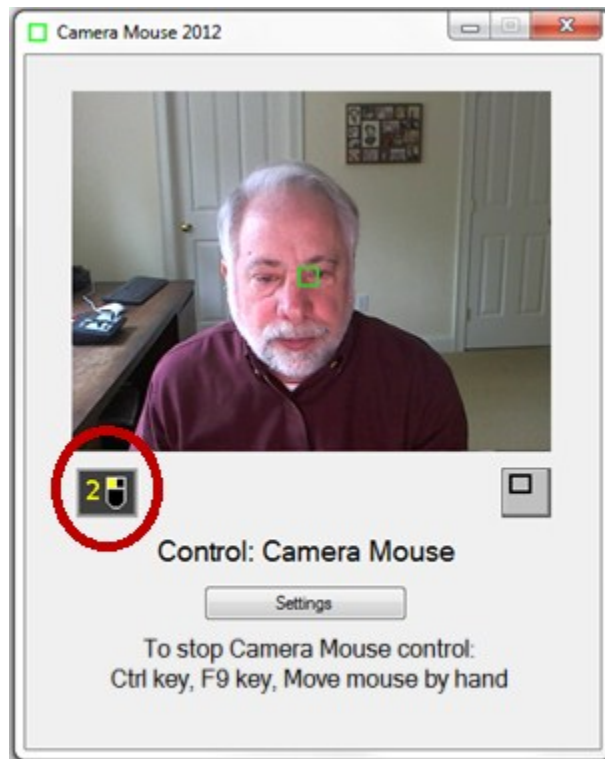 Camera Mouse 2012
2
Control: Camera Mouse
Settings
To stop Camera Mouse control:
Ctrl key, F9 key, Move mouse by hand